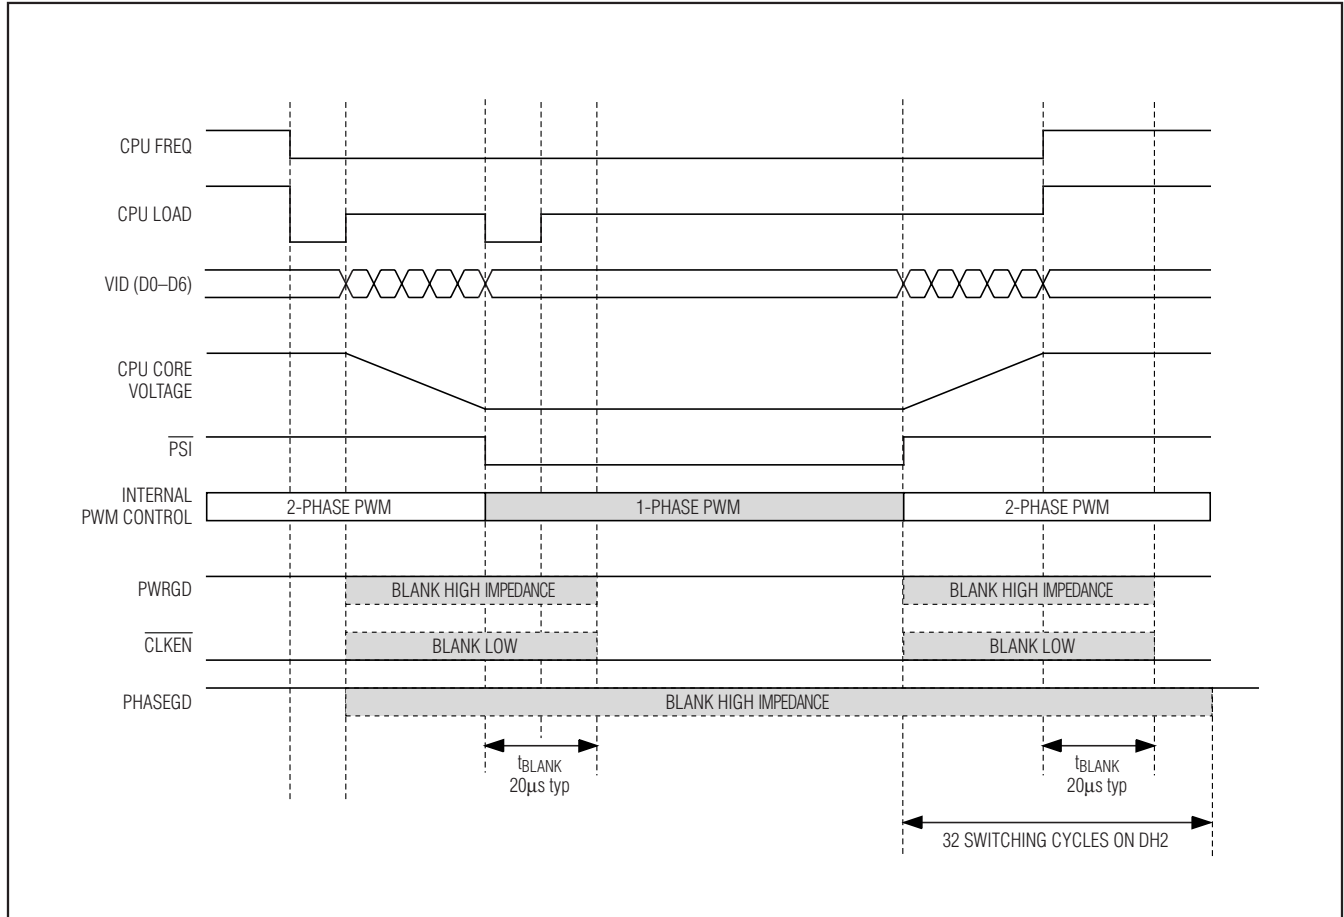 CPU FREQ
CPU LOAD
VID (D0–D6)
CPU CORE
VOLTAGE
PSI
INTERNAL
PWM CONTROL
2-PHASE PWM
1-PHASE PWM
2-PHASE PWM
PWRGD
BLANK HIGH IMPEDANCE
BLANK HIGH IMPEDANCE
CLKEN
BLANK LOW
BLANK LOW
PHASEGD
BLANK HIGH IMPEDANCE
tBLANK
20μs typ
tBLANK
20μs typ
32 SWITCHING CYCLES ON DH2